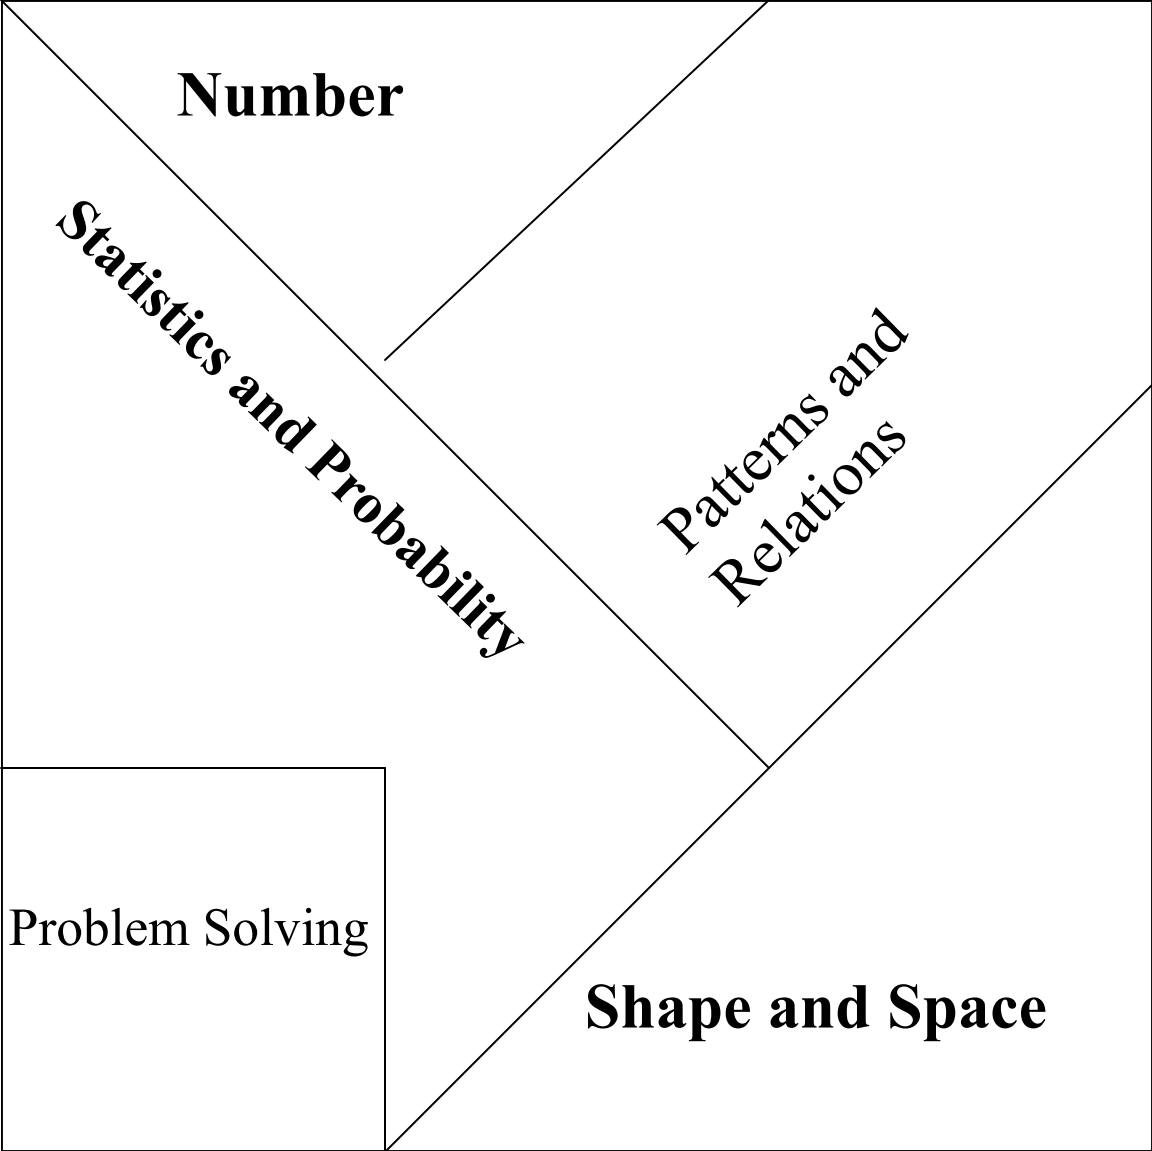 Number
Statistics and Probability
Patterns and
Relations
Problem Solving
Shape and Space